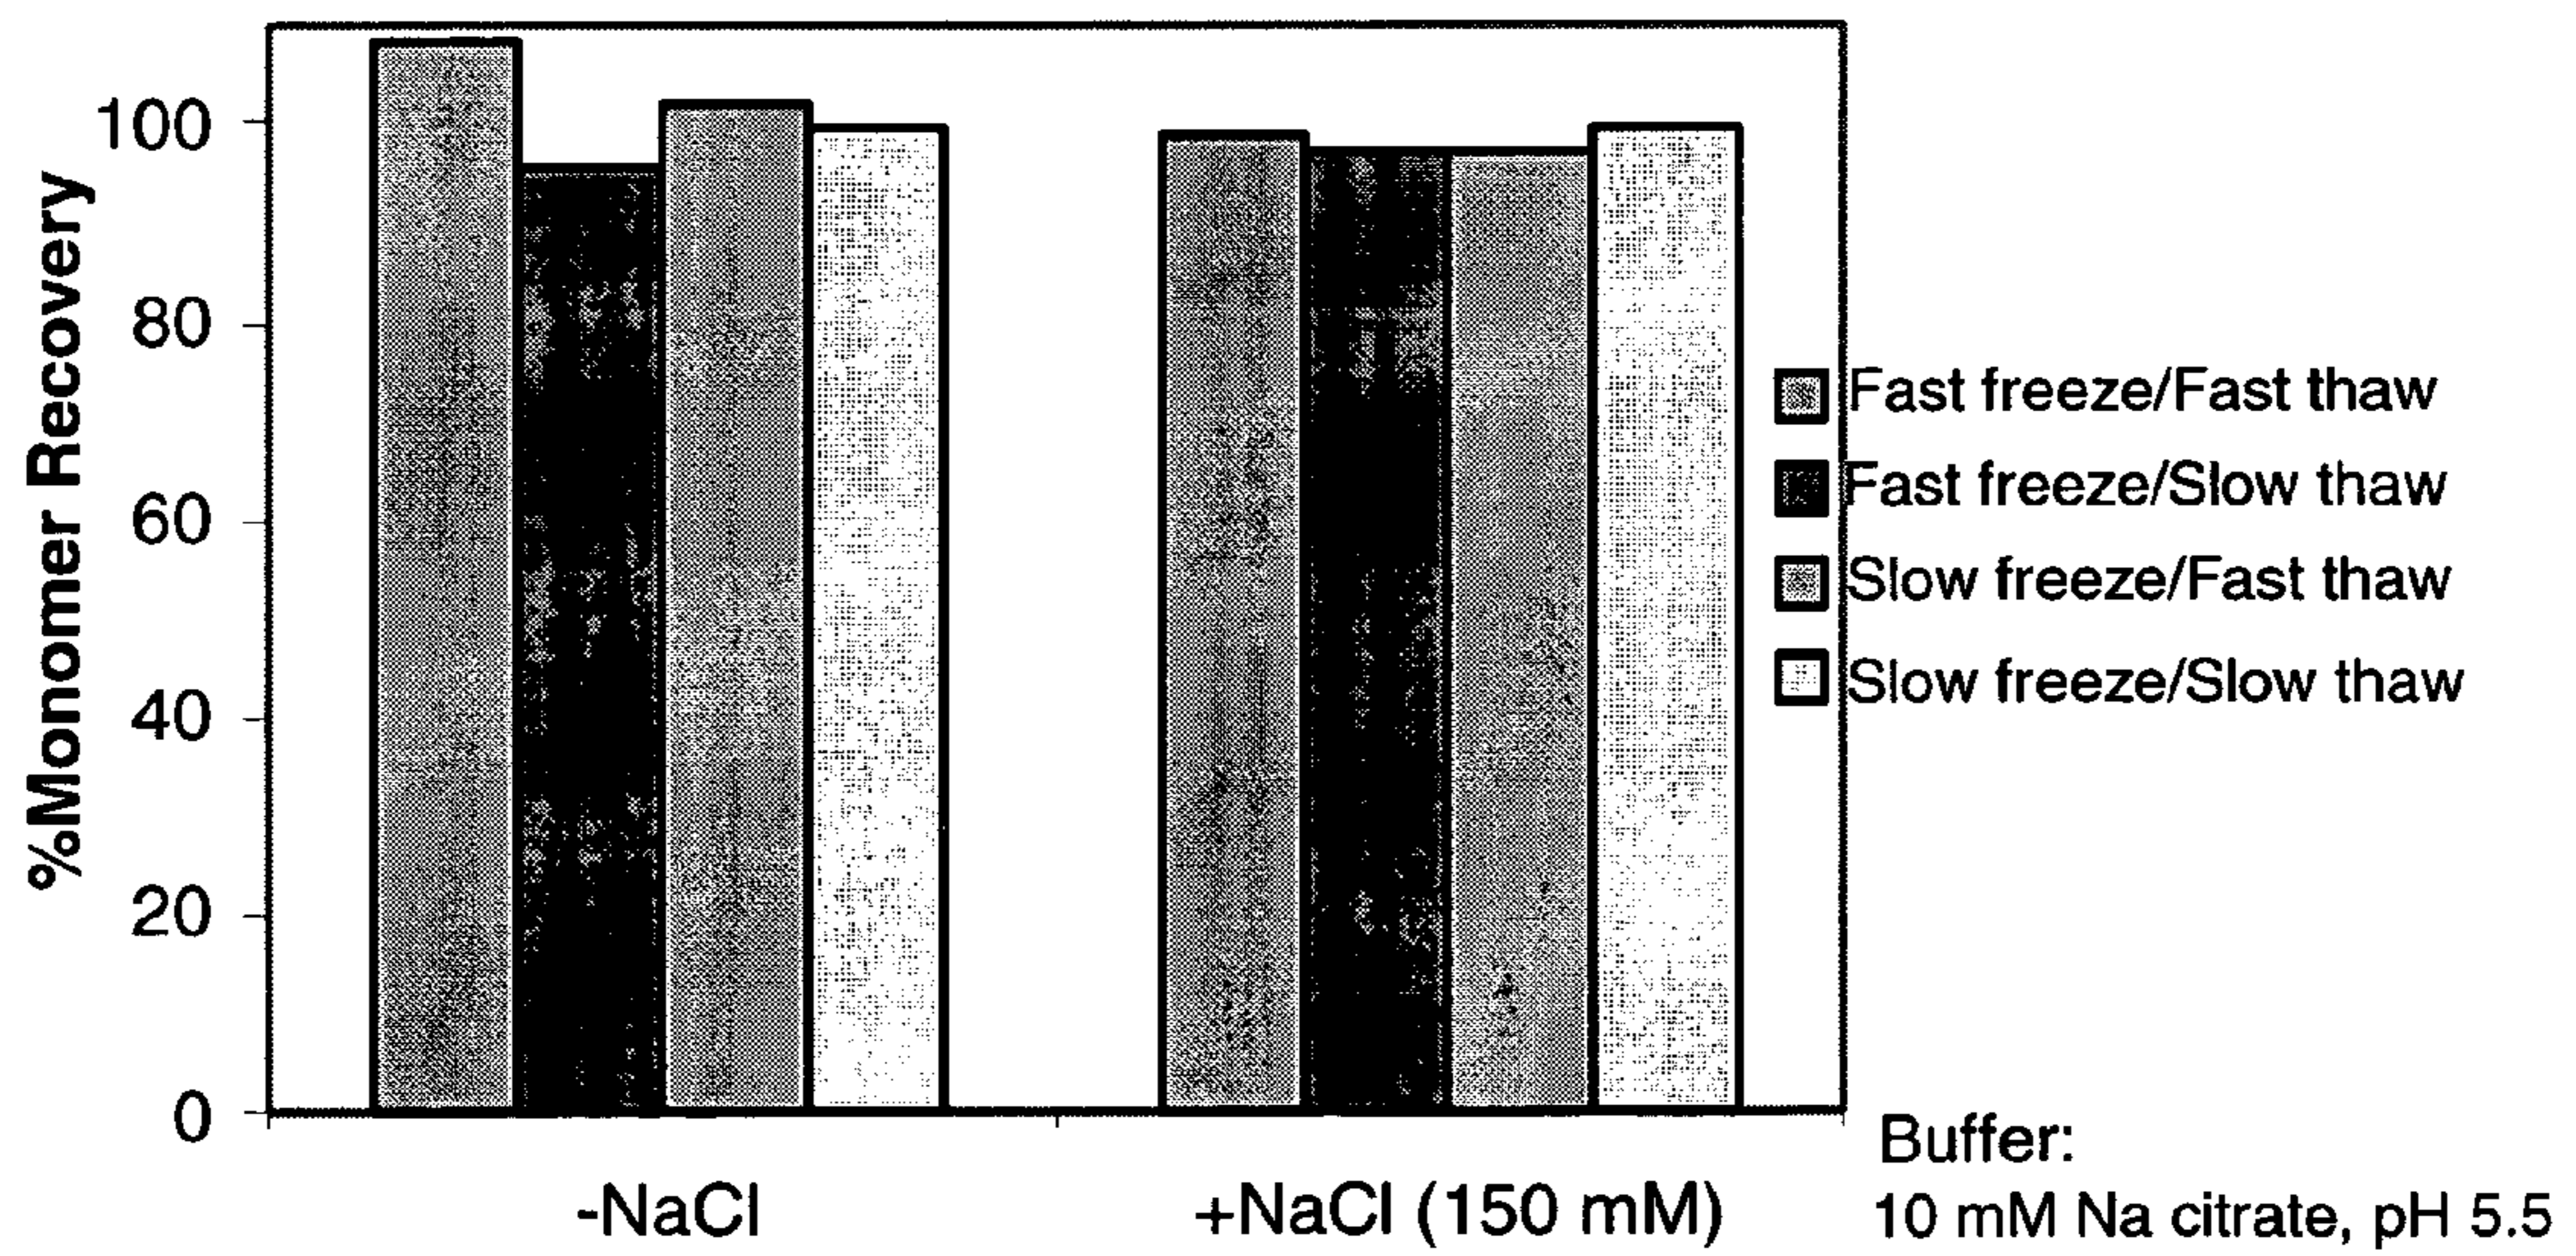 %Monomer Recovery
100
80
60
40
20
0
-NaCl
+NaCl (150 mM)
Fast freeze/Fast thaw
Fast freeze/Slow thaw
Slow freeze/Fast thaw
Slow freeze/Slow thaw
Buffer:
10 mM Na citrate, pH 5.5